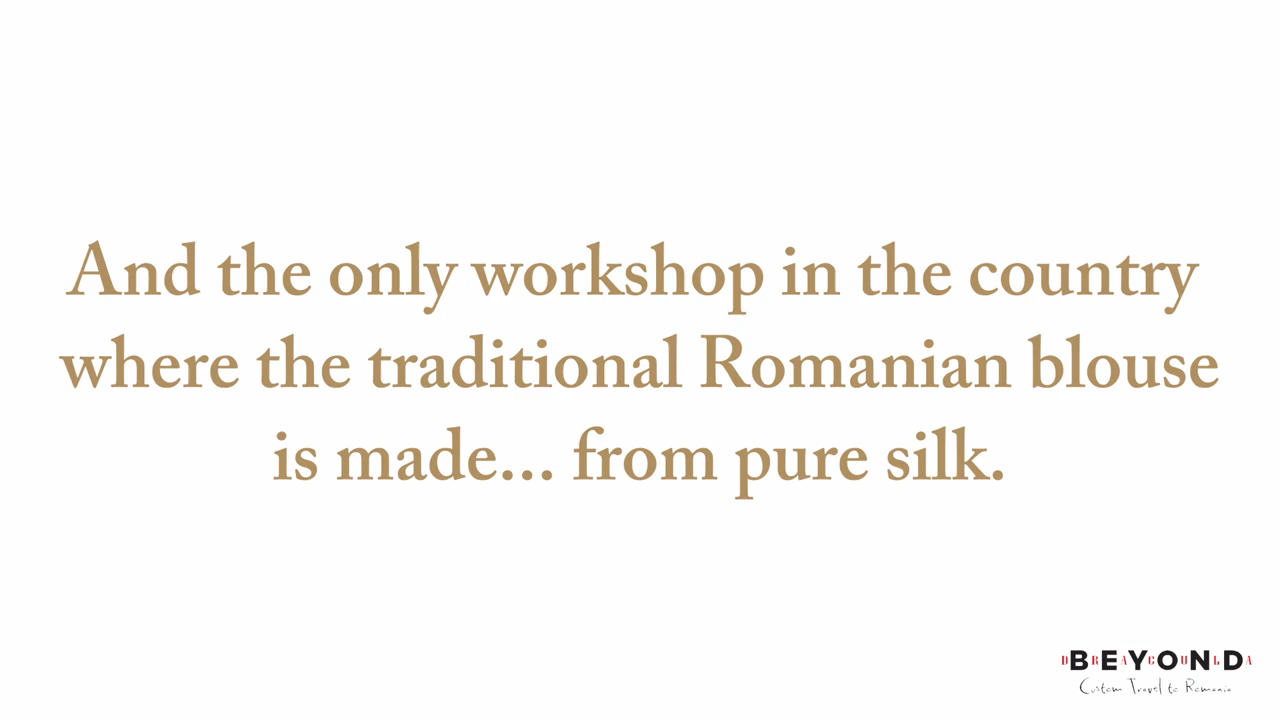 And the only workshop in the country
where the traditional Romanian blouse
is made... from pure silk.
BEYOND
DRACULA
Custom Travel to Romania